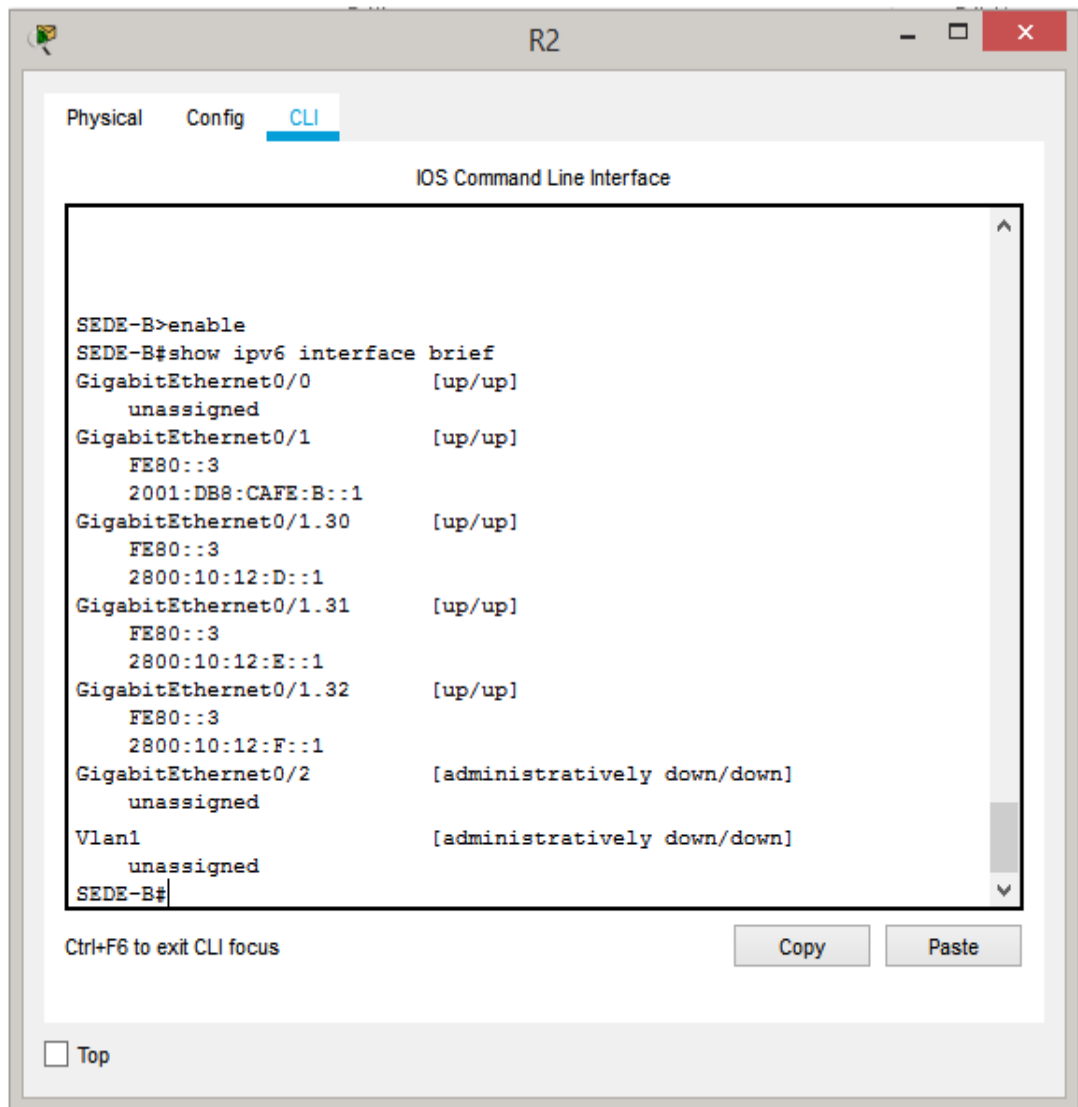 R2
Physical Config CLI
IOS Command Line Interface
SEDE-B>enable
SEDE-B#show ipv6 interface brief
GigabitEthernet0/0 [up/up]
unassigned
GigabitEthernet0/1 [up/up]
FE80::3
2001:DB8:CAFE:B::1
GigabitEthernet0/1.30 [up/up]
FE80::3
2800:10:12:D::1
GigabitEthernet0/1.31 [up/up]
FE80::3
2800:10:12:E::1
GigabitEthernet0/1.32 [up/up]
FE80::3
2800:10:12:F::1
GigabitEthernet0/2 [administratively down/down]
unassigned
Vlan1 [administratively down/down]
unassigned
SEDE-B#
Ctrl+F6 to exit CLI focus Copy Paste
Top